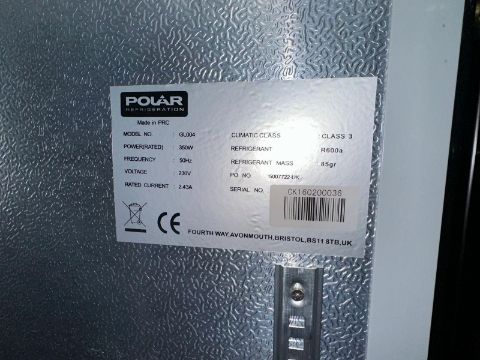 POLAR
REFRIGERATION
Made in PRC
MODEL NO. : GL004
POWER(RATED) : 350W
FREQUENCY : 50Hz
VOLTAGE : 230V
RATED CURRENT : 2.43A
CLIMATIC CLASS : CLASS 3
REFRIGERANT : R600a
REFRIGERANT MASS : 85gr
PO NO.
SERIAL NO. CK160200036
CE
FOURTH WAY,AVONMOUTH,BRISTOL,BS11 8TB,UK